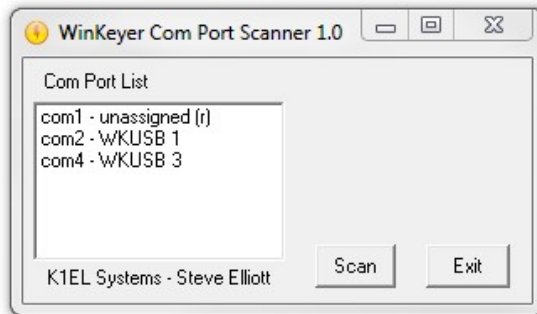 WinKeyer Com Port Scanner 1.0
Com Port List
com1 - unassigned (r)
com2 - WKUSB 1
com4 - WKUSB 3
K1EL Systems - Steve Elliott
Scan
Exit